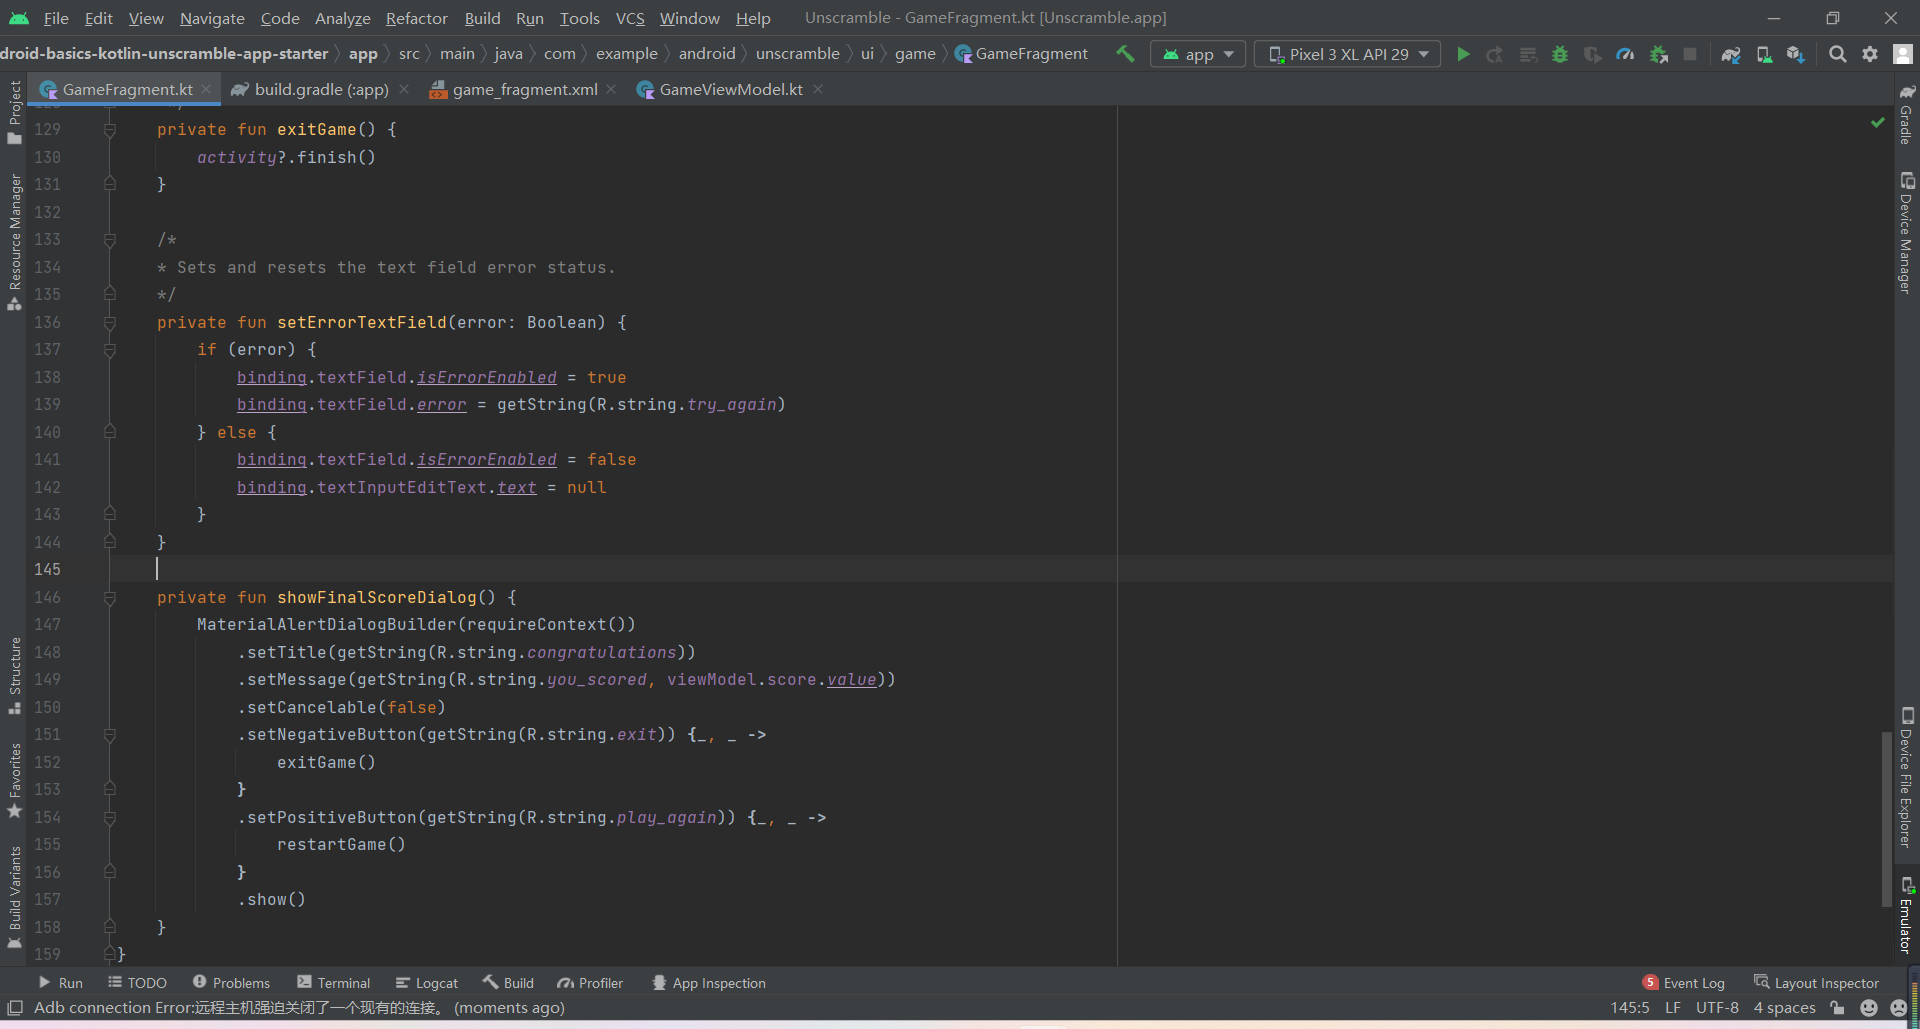 File Edit View Navigate Code Analyze Refactor Build Run Tools VCS Window Help Unscramble - GameFragment.kt [Unscramble.app]
droid-basics-kotlin-unscramble-app-starter app src main java com example android unscramble ui game GameFragment app Pixel 3 XL API 29
GameFragment.kt build.gradle (:app) game_fragment.xml GameViewModel.kt
Project
Resource Manager
Structure
Favorites
Build Variants
129 private fun exitGame() {
130 activity?.finish()
131 }
132
133 /*
134 * Sets and resets the text field error status.
135 */
136 private fun setErrorTextField(error: Boolean) {
137 if (error) {
138 binding.textField.isErrorEnabled = true
139 binding.textField.error = getString(R.string.try_again)
140 } else {
141 binding.textField.isErrorEnabled = false
142 binding.textInputEditText.text = null
143 }
144 }
145
146 private fun showFinalScoreDialog() {
147 MaterialAlertDialogBuilder(requireContext())
148 .setTitle(getString(R.string.congratulations))
149 .setMessage(getString(R.string.you_scored, viewModel.score.value))
150 .setCancelable(false)
151 .setNegativeButton(getString(R.string.exit)) {_, _ ->
152 exitGame()
153 }
154 .setPositiveButton(getString(R.string.play_again)) {_, _ ->
155 restartGame()
156 }
157 .show()
158 }
159 }
Gradle
Device Manager
Device File Explorer
Emulator
Run TODO Problems Terminal Logcat Build Profiler App Inspection 5 Event Log Layout Inspector
Adb connection Error:远程主机强迫关闭了一个现有的连接。 (moments ago) 145:5 LF UTF-8 4 spaces